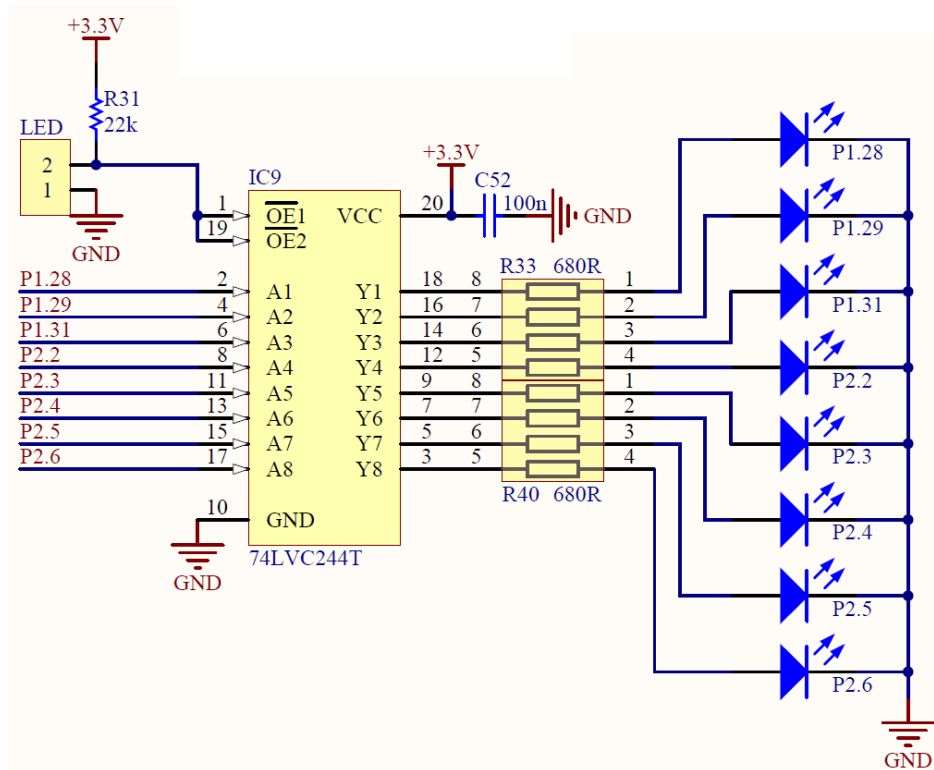 +3.3V
R31
22k
LED
2
1
GND
+3.3V
C52
100n
GND
IC9
1 OE1 VCC 20
19 OE2
R33 680R
P1.28 2 A1 Y1 18 8 1
P1.29 4 A2 Y2 16 7 2
P1.31 6 A3 Y3 14 6 3
P2.2 8 A4 Y4 12 5 4
P2.3 11 A5 Y5 9 8 1
P2.4 13 A6 Y6 7 7 2
P2.5 15 A7 Y7 5 6 3
P2.6 17 A8 Y8 3 5 4
R40 680R
10 GND
GND
74LVC244T
P1.28
P1.29
P1.31
P2.2
P2.3
P2.4
P2.5
P2.6
GND